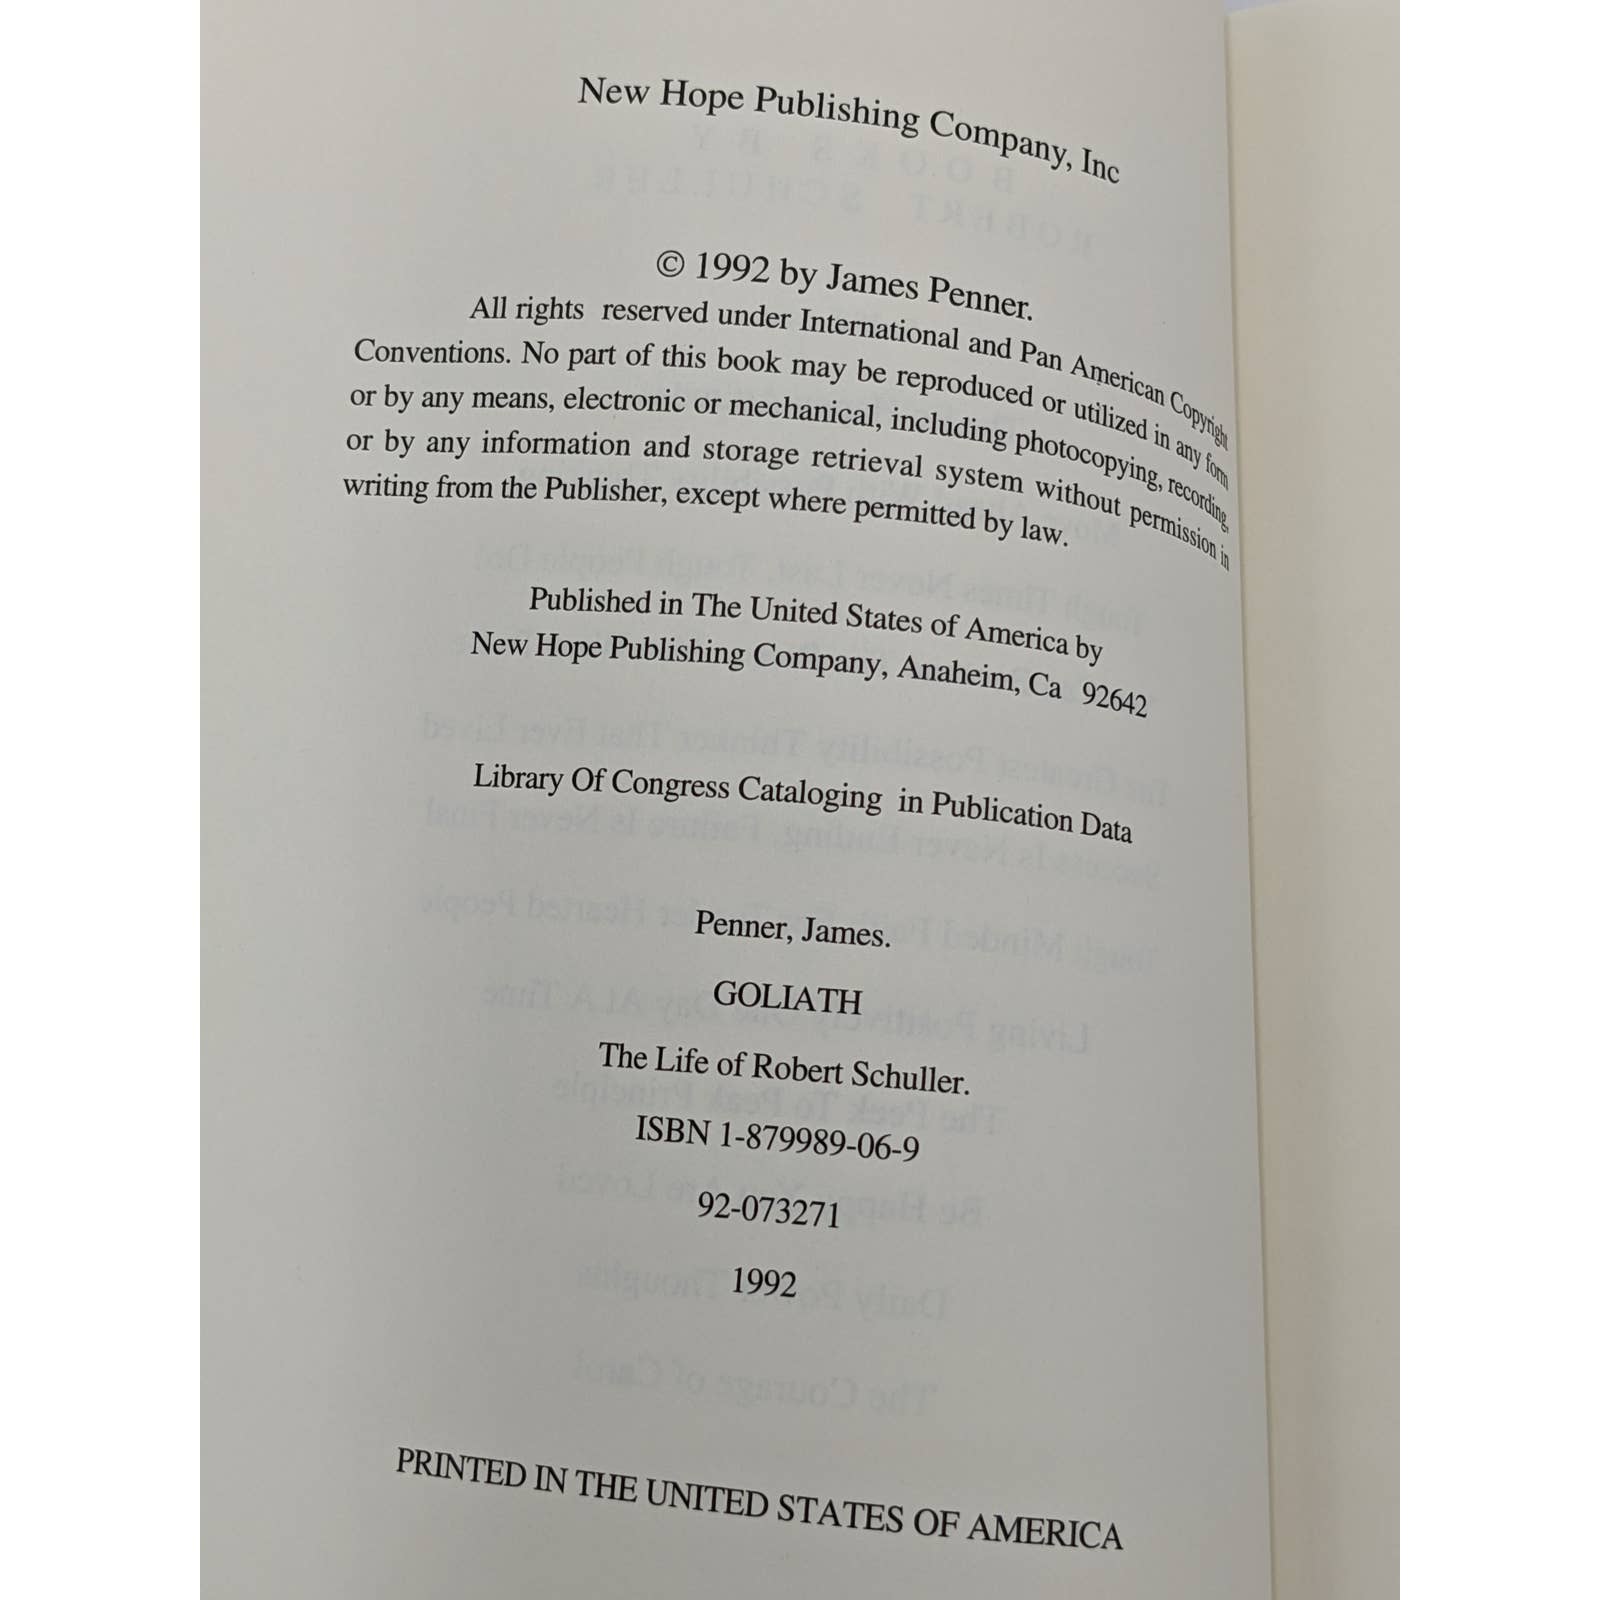 New Hope Publishing Company, Inc
© 1992 by James Penner.
All rights reserved under International and Pan American Copyright
Conventions. No part of this book may be reproduced or utilized in any form
or by any means, electronic or mechanical, including photocopying, recording,
or by any information and storage retrieval system without permission in
writing from the Publisher, except where permitted by law.
Published in The United States of America by
New Hope Publishing Company, Anaheim, Ca 92642
Library Of Congress Cataloging in Publication Data
Penner, James.
GOLIATH
The Life of Robert Schuller.
ISBN 1-879989-06-9
92-073271
1992
PRINTED IN THE UNITED STATES OF AMERICA